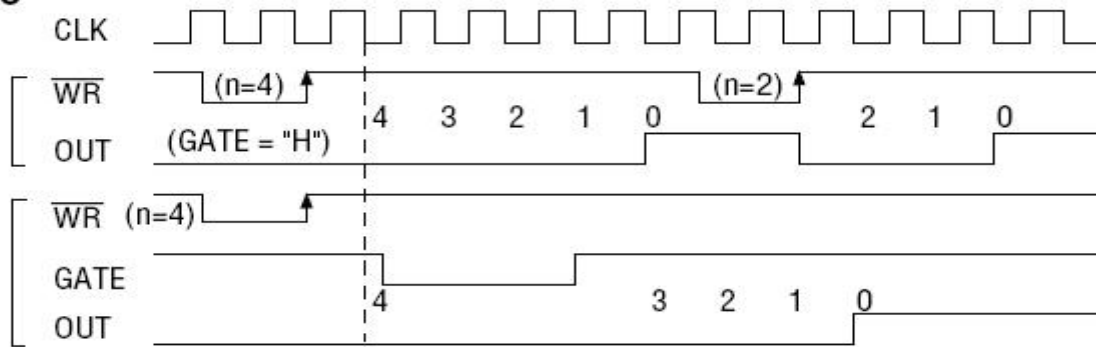 CLK
WR (n=4) (n=2)
4 3 2 1 0 2 1 0
OUT (GATE = "H")
WR (n=4)
GATE
4 3 2 1 0
OUT